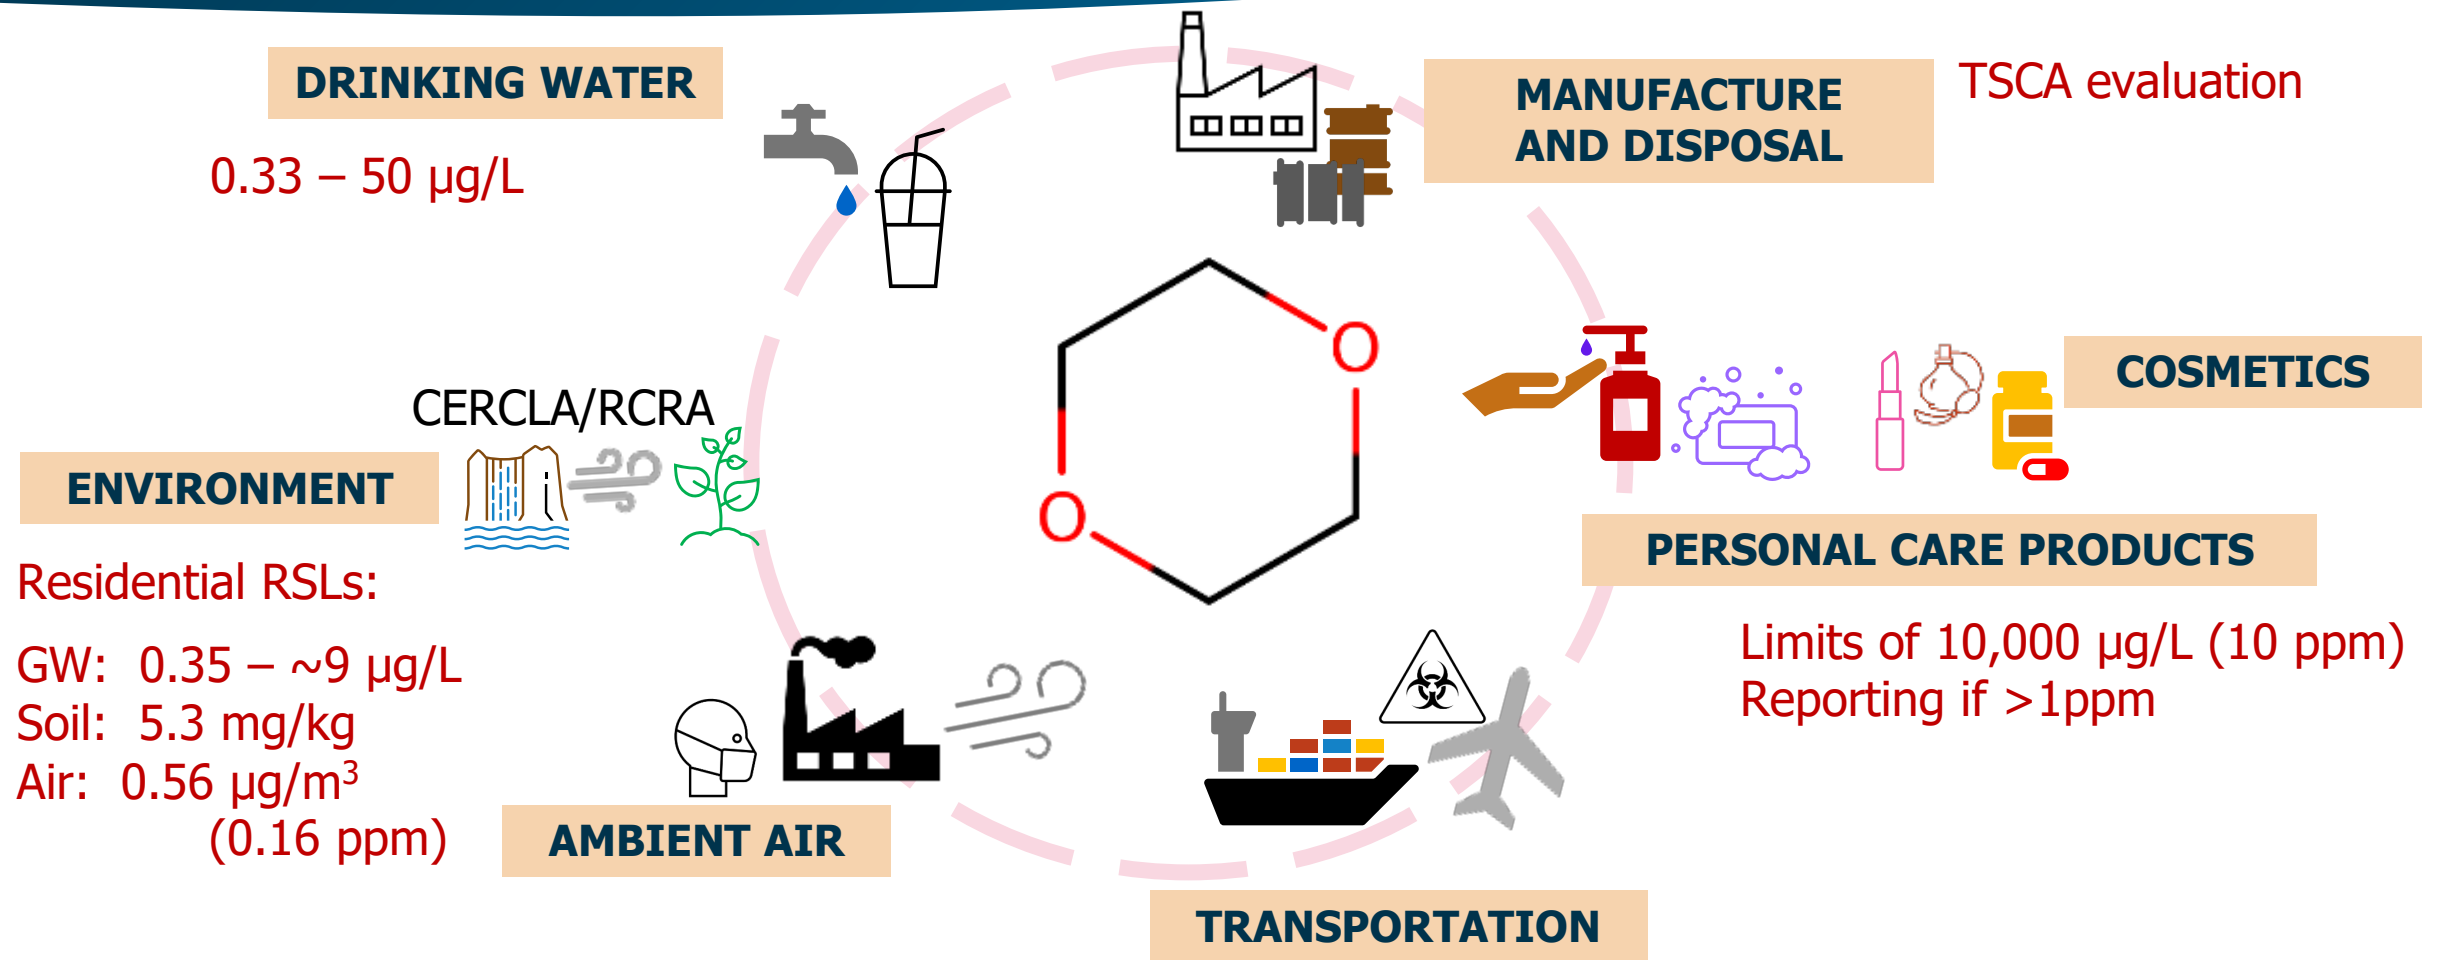 DRINKING WATER
0.33 – 50 µg/L
MANUFACTURE
AND DISPOSAL
TSCA evaluation
O
O
COSMETICS
PERSONAL CARE PRODUCTS
Limits of 10,000 µg/L (10 ppm)
Reporting if >1ppm
CERCLA/RCRA
ENVIRONMENT
Residential RSLs:
GW: 0.35 – ~9 µg/L
Soil: 5.3 mg/kg
Air: 0.56 µg/m³
(0.16 ppm)
AMBIENT AIR
TRANSPORTATION